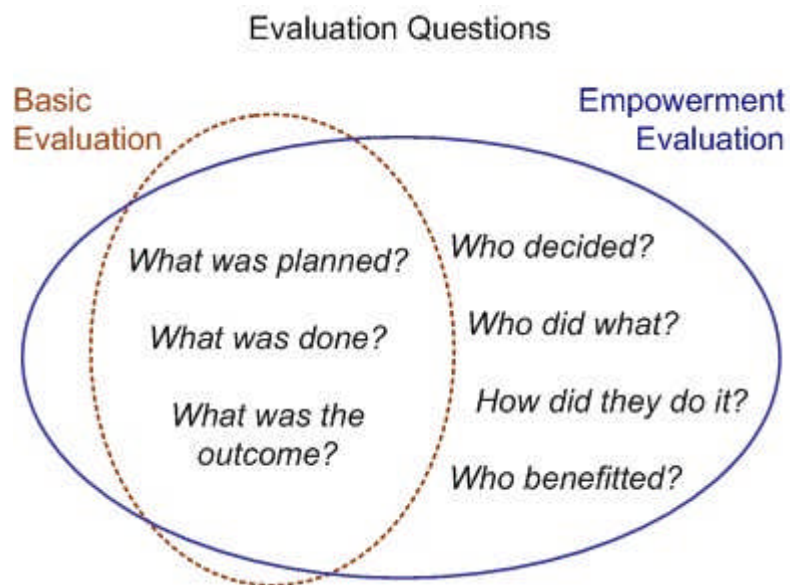 Evaluation Questions
Basic
Evaluation
Empowerment
Evaluation
What was planned?
What was done?
What was the
outcome?
Who decided?
Who did what?
How did they do it?
Who benefitted?